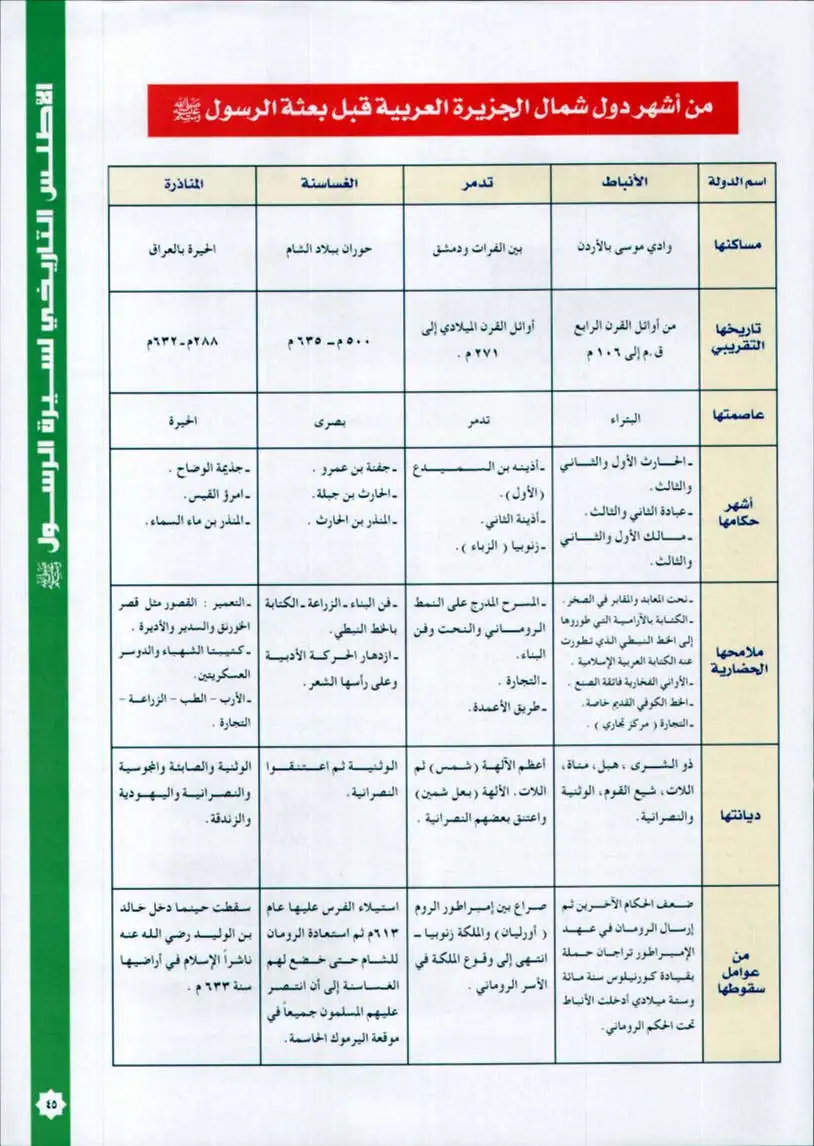 من أشهر دول شمال الجزيرة العربية قبل بعثة الرسول ﷺ
اسم الدولة
الأنباط
تدمر
الغساسنة
المناذرة
مساكنها
وادي موسى بالأردن
بين الفرات ودمشق
حوران ببلاد الشام
الحيرة بالعراق
تاريخها
التقريبي
من أوائل القرن الرابع
ق.م إلى ١٠٦ م
أوائل القرن الميلادي إلى
٢٧١ م .
٥٠٠ م - ٦٣٥ م
٢٨٨م-٦٣٢م
عاصمتها
البتراء
تدمر
بصرى
الحيرة
أشهر
حكامها
- الحارث الأول والثاني
والثالث.
- عبادة الثاني والثالث.
- مالك الأول والثاني
والثالث.
- أذينه بن السميدع
(الأول).
- أذينة الثاني.
- زنوبيا ( الزباء ).
- جفنة بن عمرو .
- الحارث بن جبلة.
- المنذر بن الحارث.
- جذيمة الوضاح .
- امرؤ القيس.
- المنذر بن ماء السماء.
ملامحها
الحضارية
- نحت المعابد والمقابر في الصخر.
- الكتابة بالآرامية التي طوروها
إلى الخط النبطي الذي تطورت
عنه الكتابة العربية الإسلامية .
- الأواني الفخارية فائقة الصنع .
- الخط الكوفي القديم خاصة.
- التجارة ( مركز تجاري ) .
- المسرح المدرج على النمط
الروماني والنحت وفن
البناء.
- التجارة.
- طريق الأعمدة.
- فن البناء - الزراعة - الكتابة
بالخط النبطي.
- ازدهار الحركة الأدبية
وعلى رأسها الشعر.
- التعمير : القصور مثل قصر
الخورنق والسدير والأديرة .
- كتيبتا الشهباء والدوسر
العسكريتين.
- الأرب - الطب - الزراعة -
التجارة .
ديانتها
ذو الشرى ، هبل، مناة،
اللات، شيع القوم، الوثنية
والنصرانية.
أعظم الآلهة (شمس) ثم
اللات، الآلهة (بعل شمين)
واعتنق بعضهم النصرانية .
الوثنية ثم اعتنقوا
النصرانية.
الوثنية والصابئة والمجوسية
والنصرانية واليهودية
والزندقة.
من
عوامل
سقوطها
ضعف الحكام الآخرين ثم
إرسال الرومان في عهد
الإمبراطور تراجان حملة
بقيادة كورنيلوس سنة مائة
وستة ميلادي أدخلت الأنباط
تحت الحكم الروماني.
صراع بين إمبراطور الروم
( أورليان) والملكة زنوبيا -
انتهى إلى وقوع الملكة في
الأسر الروماني .
استيلاء الفرس عليها عام
٦١٣م ثم استعادة الرومان
للشام حتى خضع لهم
الغساسنة إلى أن انتصر
عليهم المسلمون جميعاً في
موقعة اليرموك الحاسمة.
سقطت حينما دخل خالد
بن الوليد رضي الله عنه
ناشراً الإسلام في أراضيها
سنة ٦٣٣ م .
الأطلس التاريخي لسيرة الرسول ﷺ
٤٥